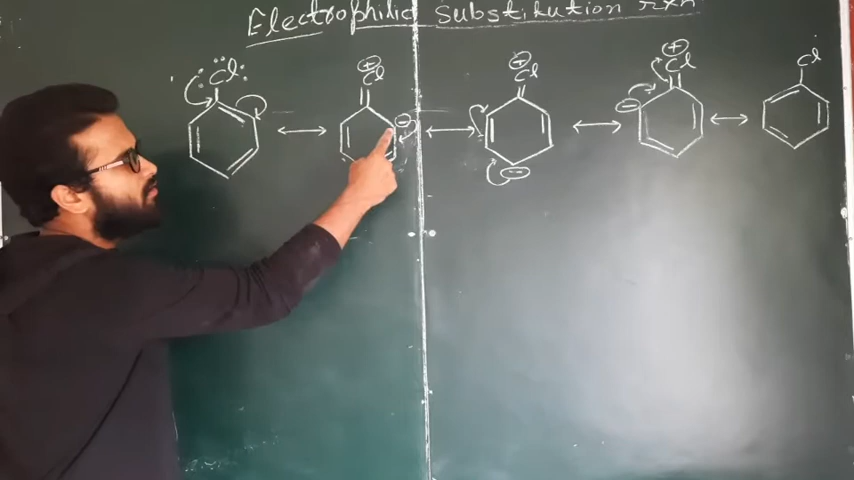 Electrophilic Substitution rxn
Cl ⊕ Cl ⊖ ⊕ Cl ⊖ ⊕ Cl ⊖ Cl